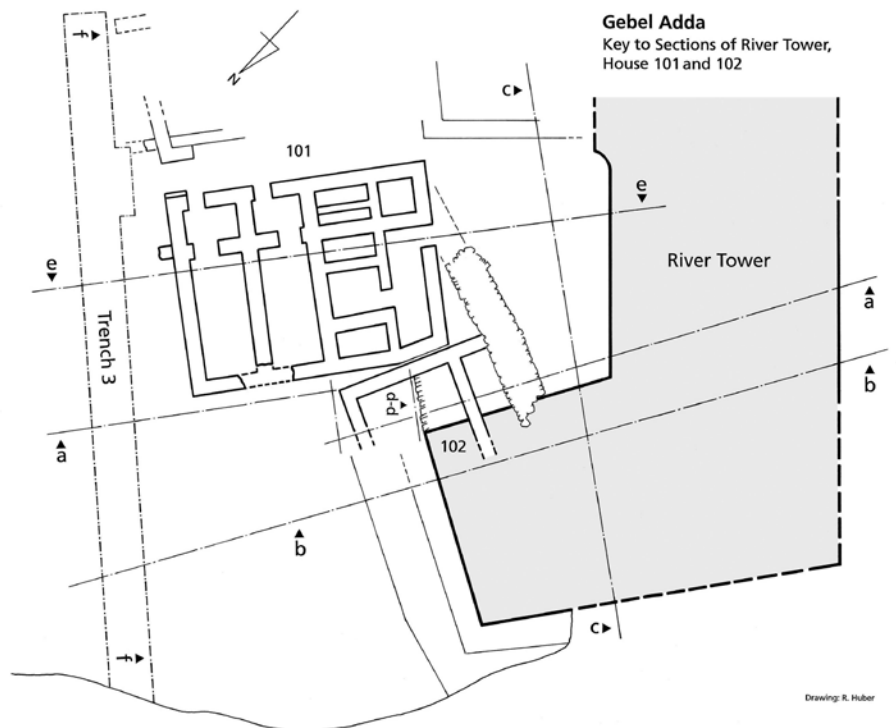 Gebel Adda
Key to Sections of River Tower,
House 101 and 102
f
N
c
101
e
e
River Tower
a
Trench 3
b
d-d
a
102
b
f
c
Drawing: R. Huber